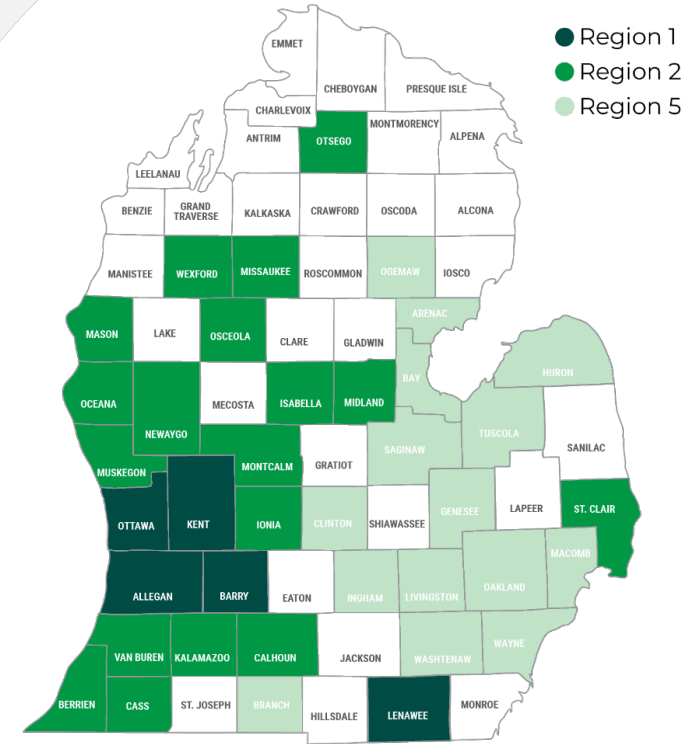 Region 1
Region 2
Region 5
EMMET
CHEBOYGAN
PRESQUE ISLE
CHARLEVOIX
ANTRIM
OTSEGO
MONTMORENCY
ALPENA
LEELANAU
BENZIE
GRAND
TRAVERSE
KALKASKA
CRAWFORD
OSCODA
ALCONA
MANISTEE
WEXFORD
MISSAUKEE
ROSCOMMON
OGEMAW
IOSCO
ARENAC
MASON
LAKE
OSCEOLA
CLARE
GLADWIN
BAY
HURON
OCEANA
NEWAYGO
MECOSTA
ISABELLA
MIDLAND
TUSCOLA
SANILAC
MUSKEGON
MONTCALM
GRATIOT
SAGINAW
OTTAWA
KENT
IONIA
CLINTON
SHIAWASSEE
GENESEE
LAPEER
ST. CLAIR
ALLEGAN
BARRY
EATON
INGHAM
LIVINGSTON
OAKLAND
MACOMB
VAN BUREN
KALAMAZOO
CALHOUN
JACKSON
WASHTENAW
WAYNE
BERRIEN
CASS
ST. JOSEPH
BRANCH
HILLSDALE
LENAWEE
MONROE